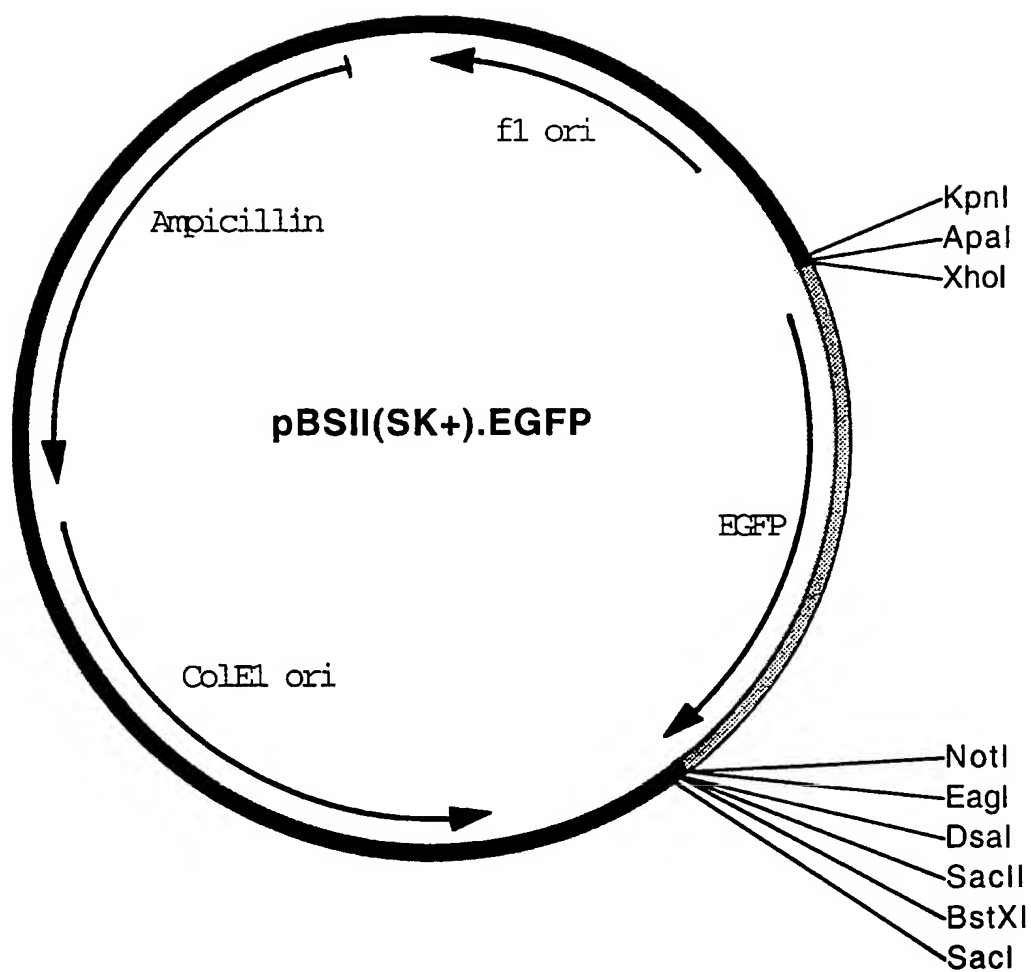 f1 ori
Ampicillin
KpnI
ApaI
XhoI
pBSII(SK+).EGFP
EGFP
ColE1 ori
NotI
EagI
DsaI
SacII
BstXI
SacI